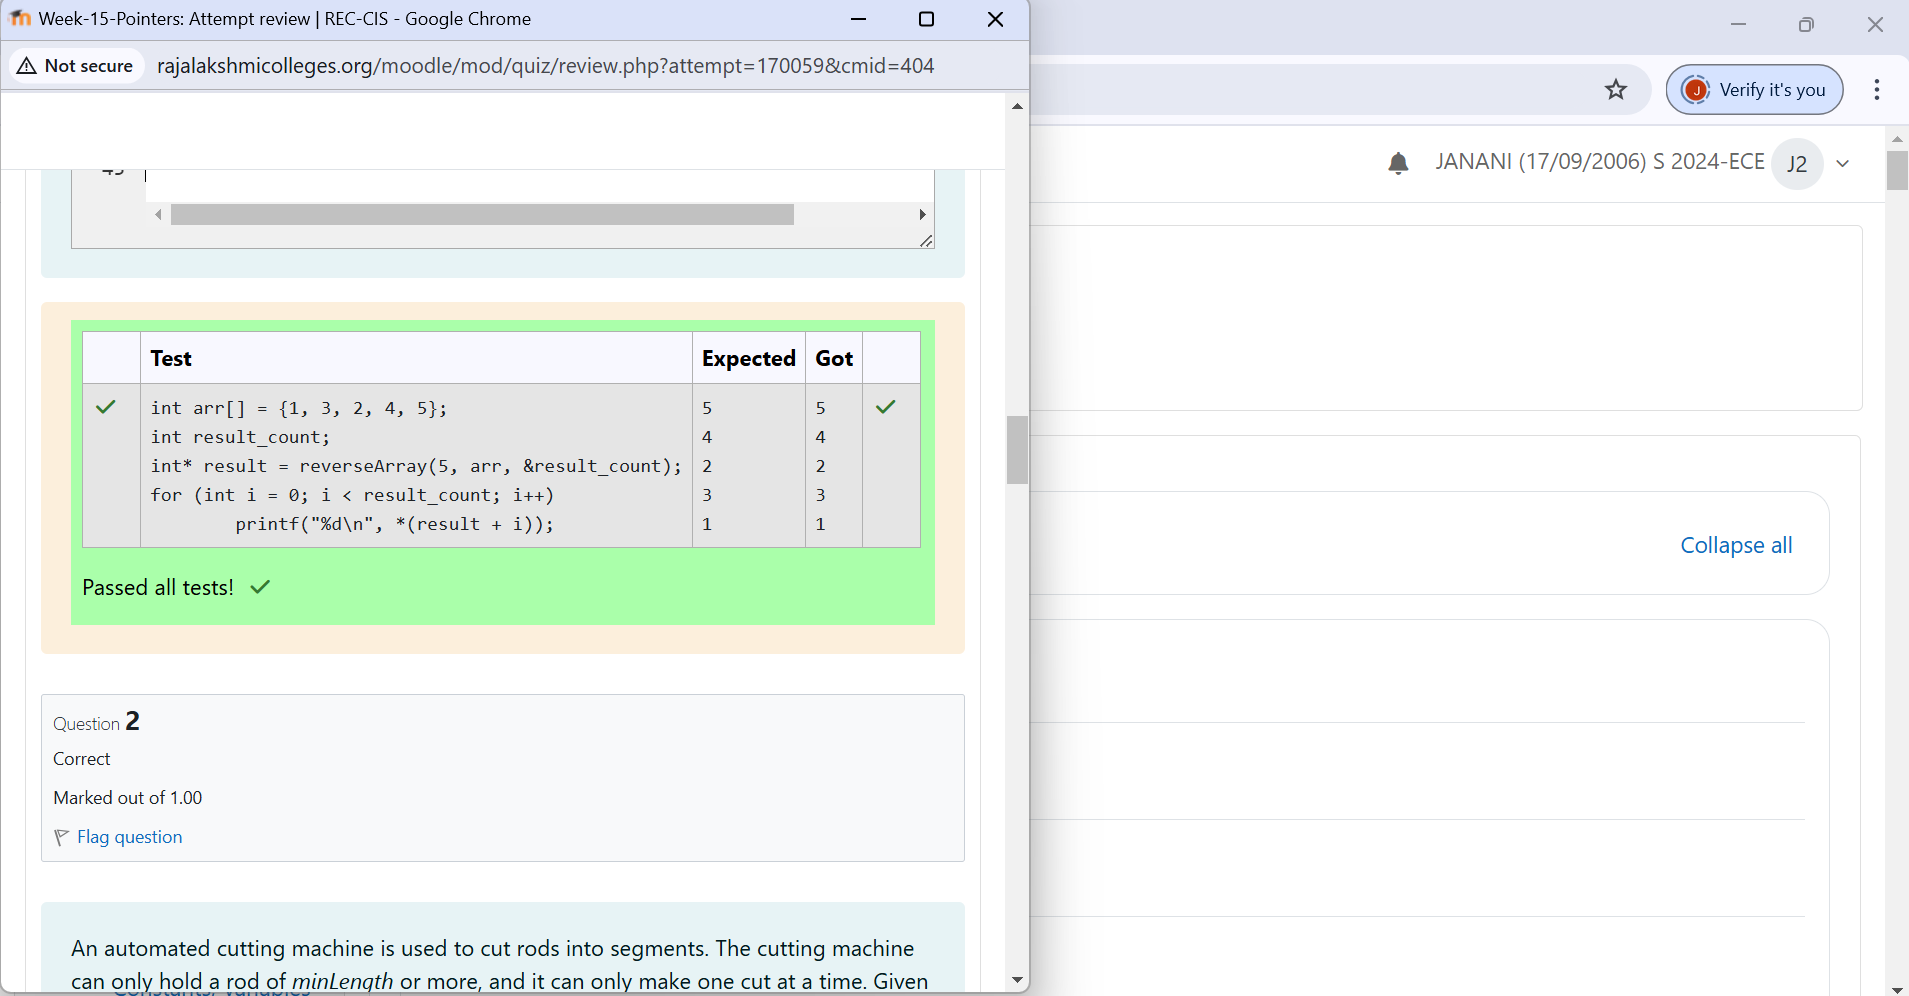 Week-15-Pointers: Attempt review | REC-CIS - Google Chrome
Not secure
rajalakshmicolleges.org/moodle/mod/quiz/review.php?attempt=170059&cmid=404
J
Verify it's you
JANANI (17/09/2006) S 2024-ECE
J2
Test
Expected
Got
int arr[] = {1, 3, 2, 4, 5};
int result_count;
int* result = reverseArray(5, arr, &result_count);
for (int i = 0; i < result_count; i++)
printf("%d\n", *(result + i));
5
4
2
3
1
5
4
2
3
1
Passed all tests!
Collapse all
Question 2
Correct
Marked out of 1.00
Flag question
An automated cutting machine is used to cut rods into segments. The cutting machine
can only hold a rod of minLength or more, and it can only make one cut at a time. Given